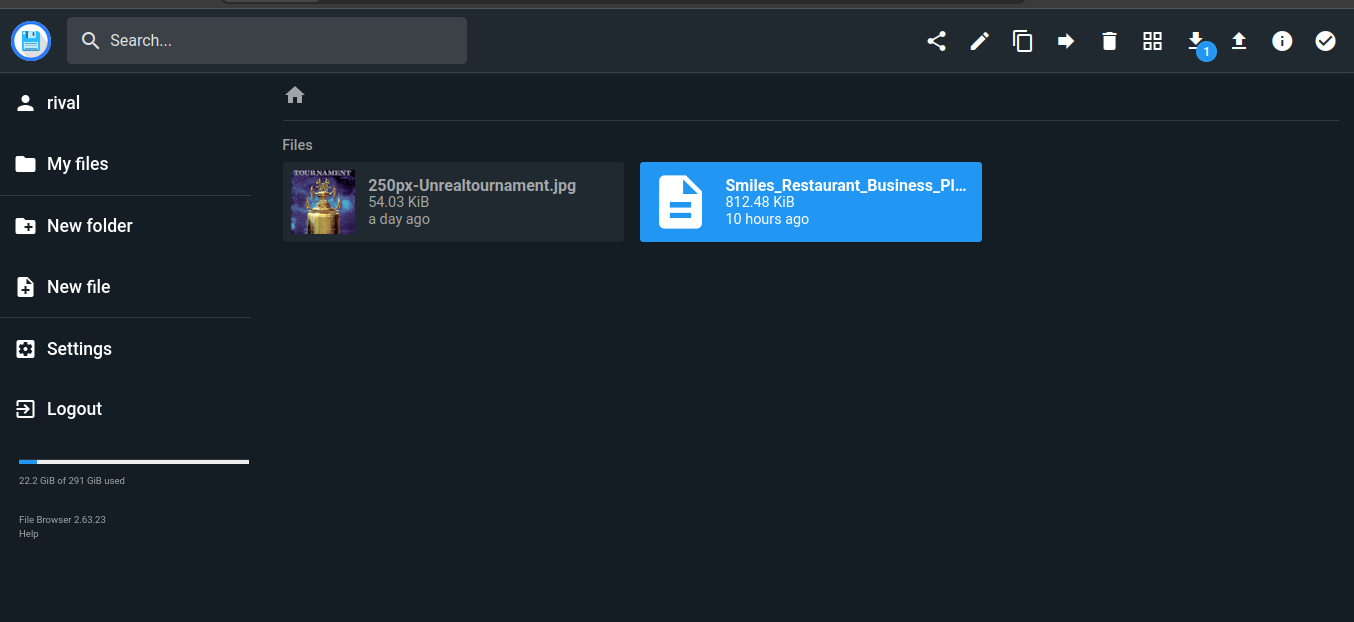 Search...
1
rival
My files
New folder
New file
Settings
Logout
22.2 GiB of 291 GiB used
File Browser 2.63.23
Help
Files
TOURNAMENT
250px-Unrealtournament.jpg
54.03 KiB
a day ago
Smiles_Restaurant_Business_Pl...
812.48 KiB
10 hours ago